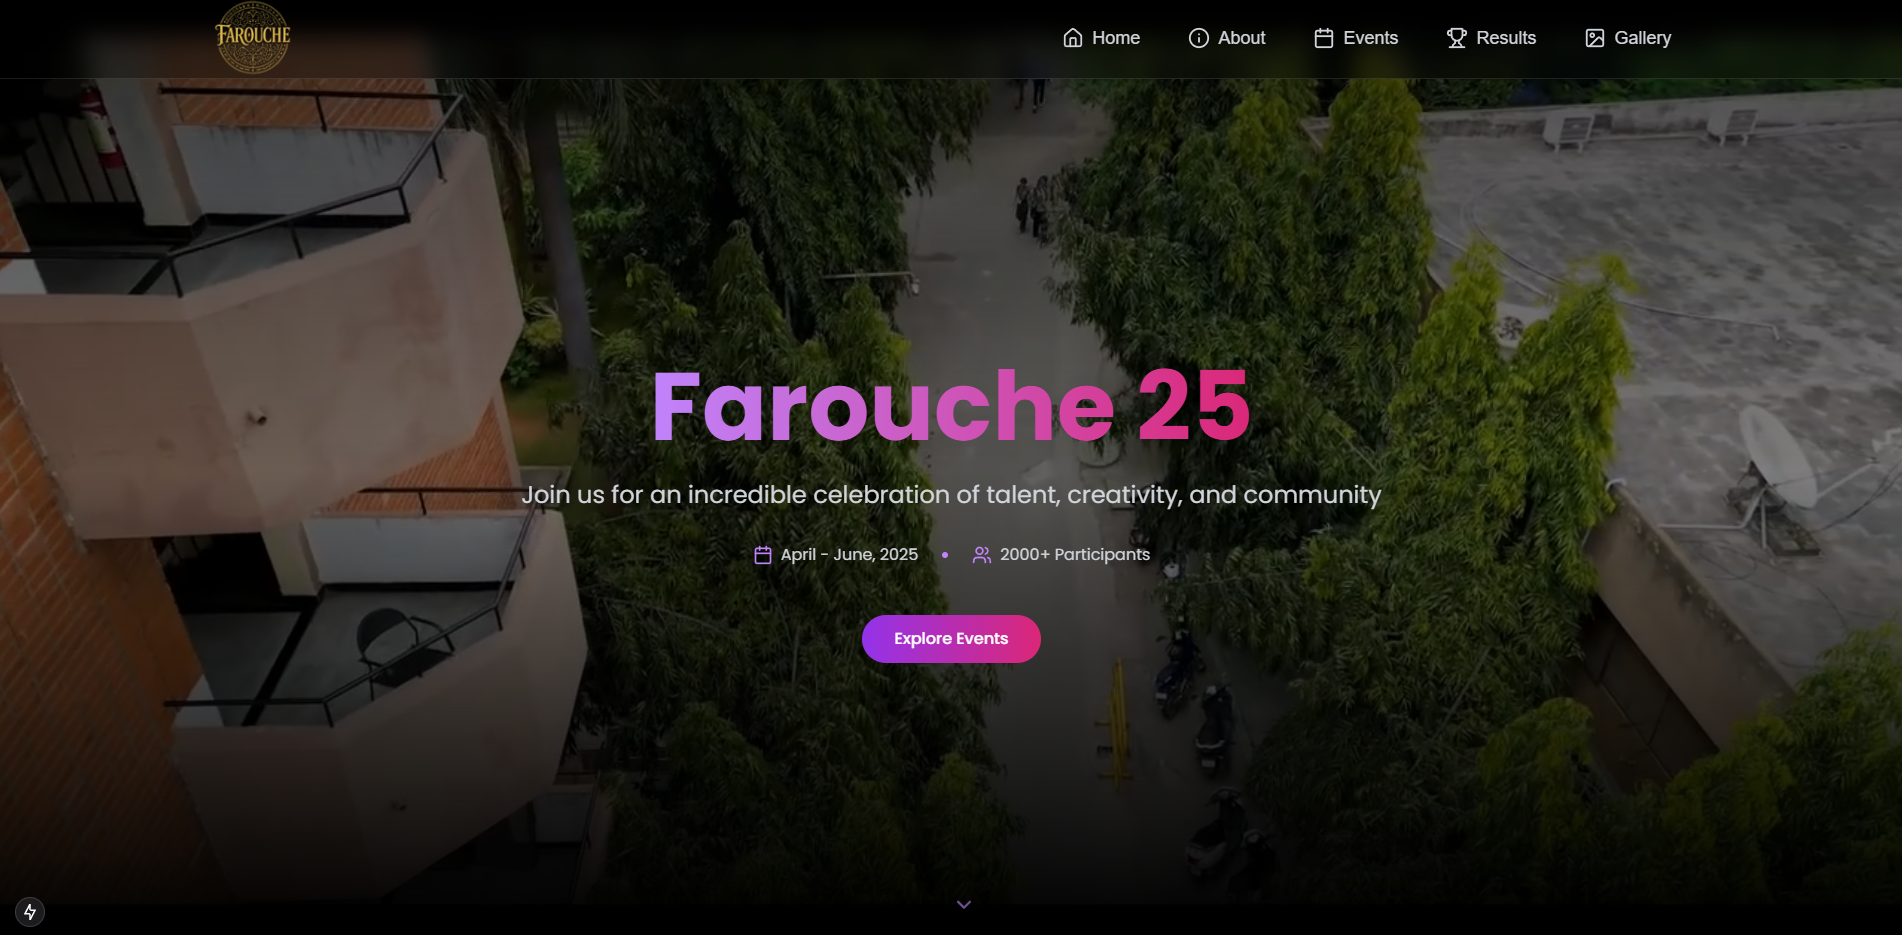 FAROUCHE
Home About Events Results Gallery
Farouche 25
Join us for an incredible celebration of talent, creativity, and community
April - June, 2025 • 2000+ Participants
Explore Events